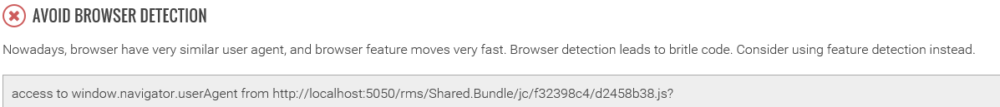 AVOID BROWSER DETECTION
Nowadays, browser have very similar user agent, and browser feature moves very fast. Browser detection leads to britle code. Consider using feature detection instead.
access to window.navigator.userAgent from http://localhost:5050/rms/Shared.Bundle/jc/f32398c4/d2458b38.js?